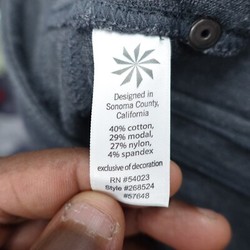 Designed in
Sonoma County,
California
40% cotton,
29% modal,
27% nylon,
4% spandex
exclusive of decoration
RN #54023
Style #268524
#57648